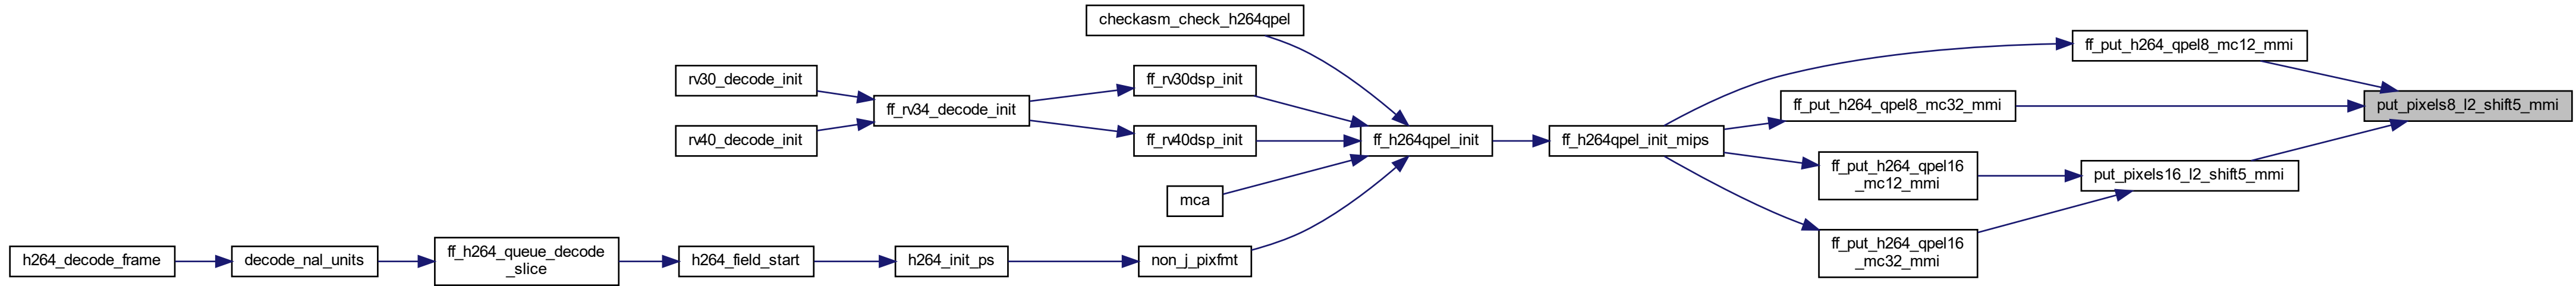 checkasm_check_h264qpel
ff_put_h264_qpel8_mc12_mmi
rv30_decode_init
ff_rv30dsp_init
ff_rv34_decode_init
ff_put_h264_qpel8_mc32_mmi
put_pixels8_l2_shift5_mmi
rv40_decode_init
ff_rv40dsp_init
ff_h264qpel_init
ff_h264qpel_init_mips
ff_put_h264_qpel16
_mc12_mmi
put_pixels16_l2_shift5_mmi
mca
h264_decode_frame
decode_nal_units
ff_h264_queue_decode
_slice
h264_field_start
h264_init_ps
non_j_pixfmt
ff_put_h264_qpel16
_mc32_mmi